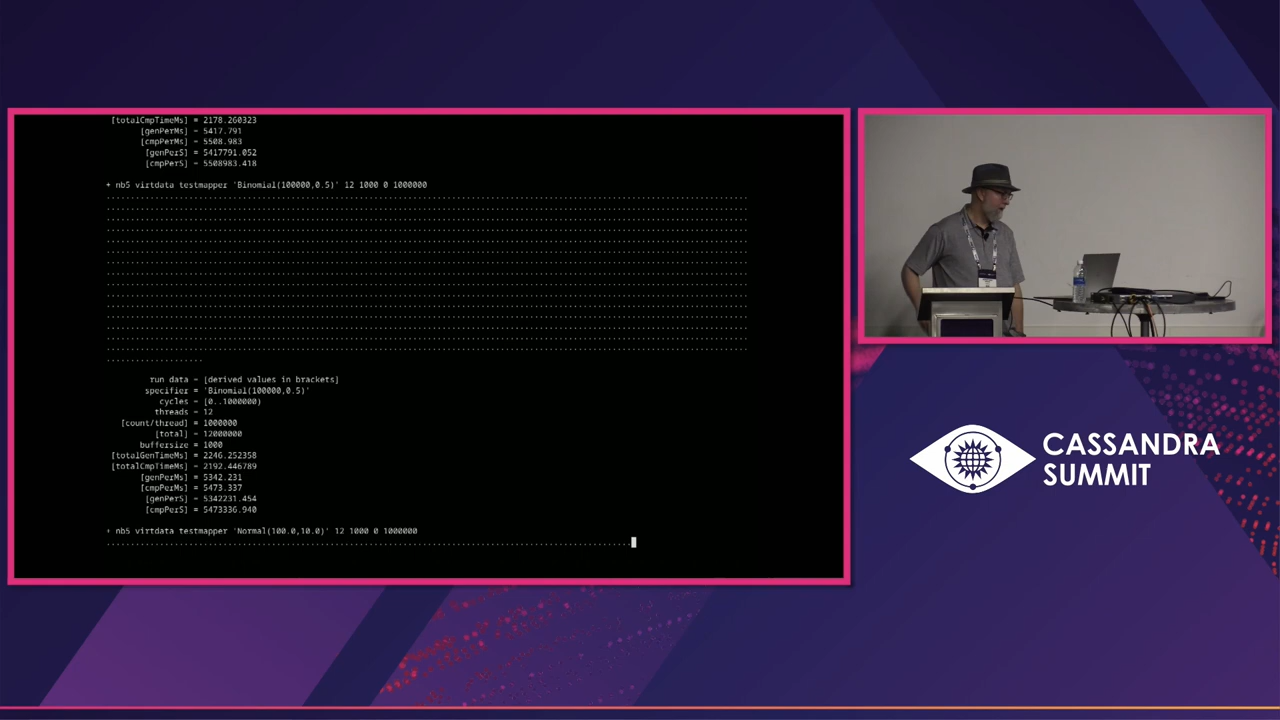 [totalCmpTimeMs] = 2178.260323
[genPerMs] = 5417.791
[cmpPerMs] = 5508.983
[genPerS] = 5417791.052
[cmpPerS] = 5508983.418
+ nb5 virtdata testmapper 'Binomial(100000,0.5)' 12 1000 0 1000000
run data = [derived values in brackets]
specifier = 'Binomial(100000,0.5)'
cycles = [0..1000000)
threads = 12
[count/thread] = 1000000
[total] = 12000000
buffersize = 1000
[totalGenTimeMs] = 2246.252358
[totalCmpTimeMs] = 2192.446789
[genPerMs] = 5342.231
[cmpPerMs] = 5473.337
[genPerS] = 5342231.454
[cmpPerS] = 5473336.940
+ nb5 virtdata testmapper 'Normal(100.0,10.0)' 12 1000 0 1000000
CASSANDRA
SUMMIT